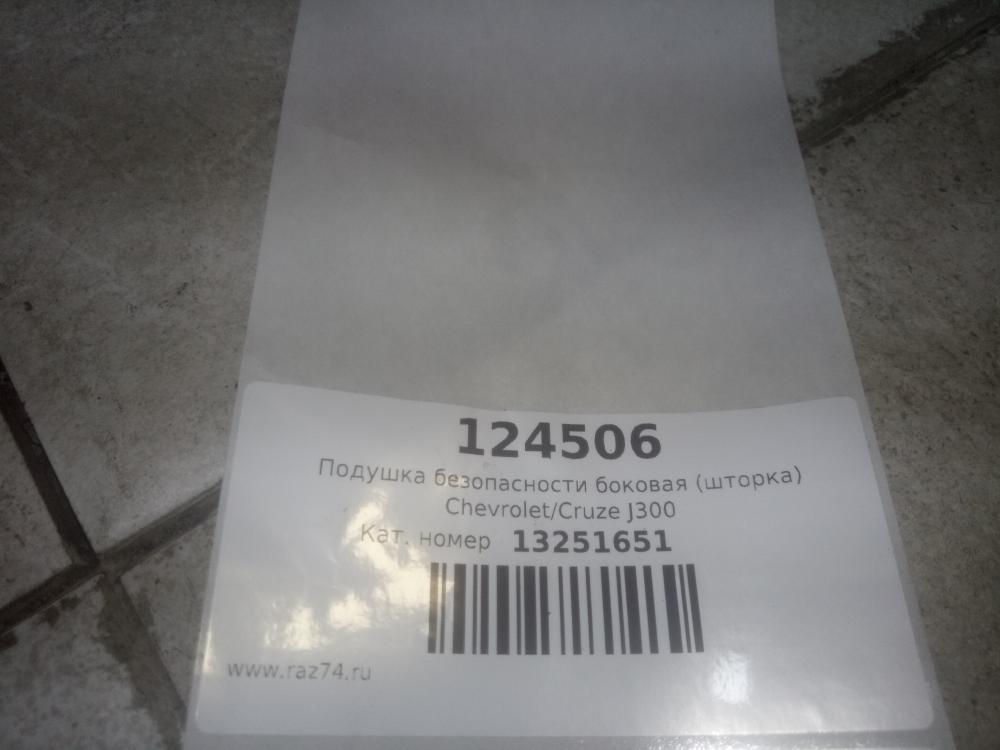 124506
Подушка безопасности боковая (шторка)
Chevrolet/Cruze J300
Кат. номер 13251651
www.raz74.ru